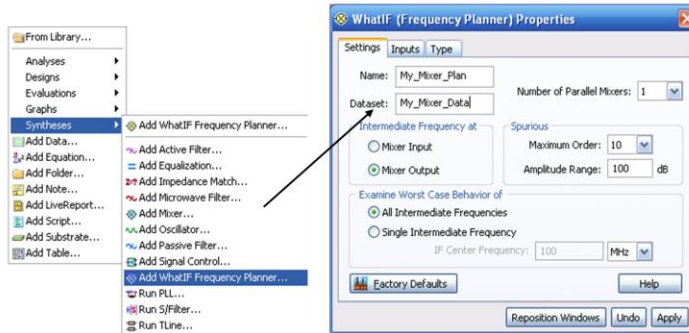 From Library...
Analyses
Designs
Evaluations
Graphs
Syntheses
Add Data...
Add Equation...
Add Folder...
Add Note...
Add LiveReport...
Add Script...
Add Substrate...
Add Table...
Add WhatIF Frequency Planner...
Add Active Filter...
Add Equalization...
Add Impedance Match...
Add Microwave Filter...
Add Mixer...
Add Oscillator...
Add Passive Filter...
Add Signal Control...
Add WhatIF Frequency Planner...
Run PLL...
Run S/Filter...
Run TLine...
WhatIF (Frequency Planner) Properties
Settings Inputs Type
Name: My_Mixer_Plan
Number of Parallel Mixers: 1
Dataset: My_Mixer_Data
Intermediate Frequency at
Mixer Input
Mixer Output
Spurious
Maximum Order: 10
Amplitude Range: 100 dB
Examine Worst Case Behavior of
All Intermediate Frequencies
Single Intermediate Frequency
IF Center Frequency: 100 MHz
Factory Defaults Help
Reposition Windows Undo Apply